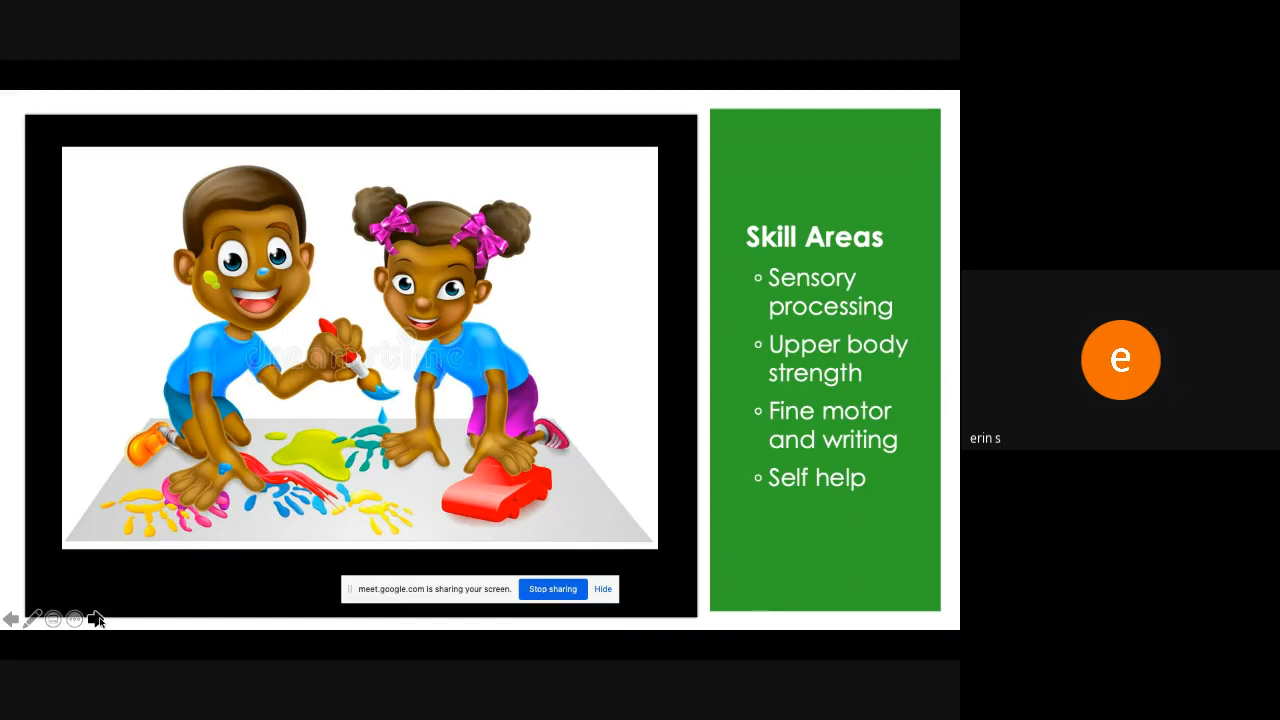 Skill Areas
Sensory
processing
Upper body
strength
Fine motor
and writing
Self help
dreamstime.
meet.google.com is sharing your screen.
Stop sharing
Hide
e
erin s